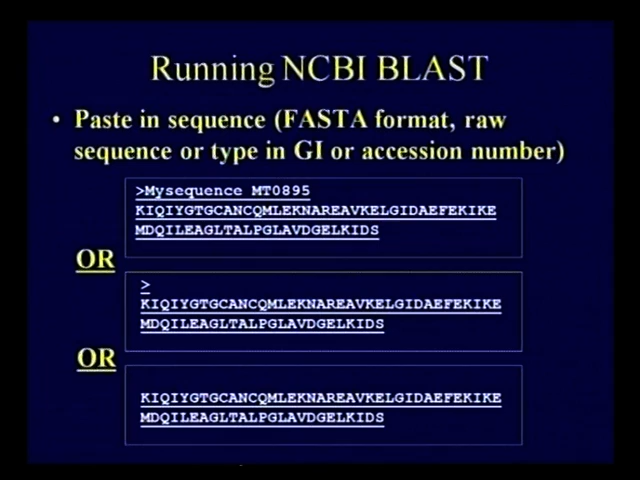 Running NCBI BLAST
• Paste in sequence (FASTA format, raw
sequence or type in GI or accession number)
>Mysequence MT0895
KIQIYGTGCANCQMLEKNAREAVKELGIDAEFEKIKE
MDQILEAGLTALPGLAVDGELKIDS
OR
>
KIQIYGTGCANCQMLEKNAREAVKELGIDAEFEKIKE
MDQILEAGLTALPGLAVDGELKIDS
OR
KIQIYGTGCANCQMLEKNAREAVKELGIDAEFEKIKE
MDQILEAGLTALPGLAVDGELKIDS